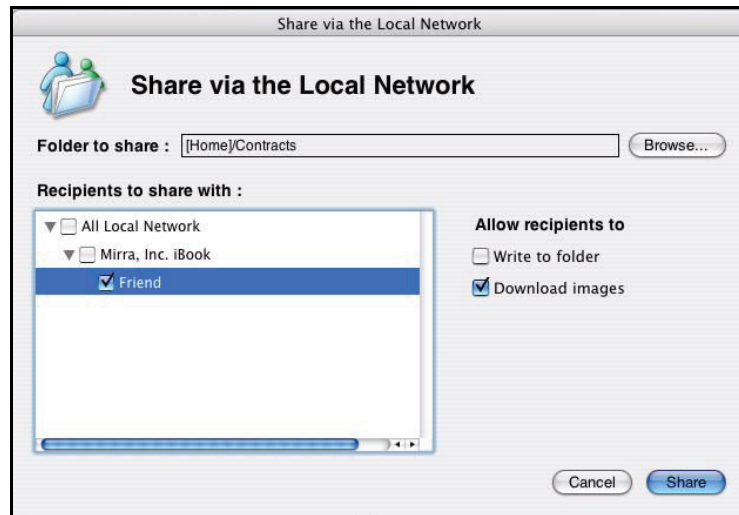 Share via the Local Network
Share via the Local Network
Folder to share : [Home]/Contracts Browse...
Recipients to share with :
All Local Network
Mirra, Inc. iBook
Friend
Allow recipients to
Write to folder
Download images
Cancel Share